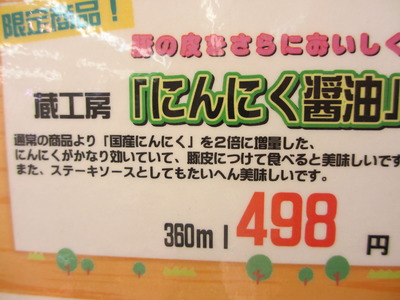 限定商品!
豚の皮をさらにおいしく
蔵工房 「にんにく醤油」
通常の商品より「国産にんにく」を2倍に増量した、
にんにくがかなり効いていて、豚皮につけて食べると美味しいです
また、ステーキソースとしてもたいへん美味しいです。
360ml 498円